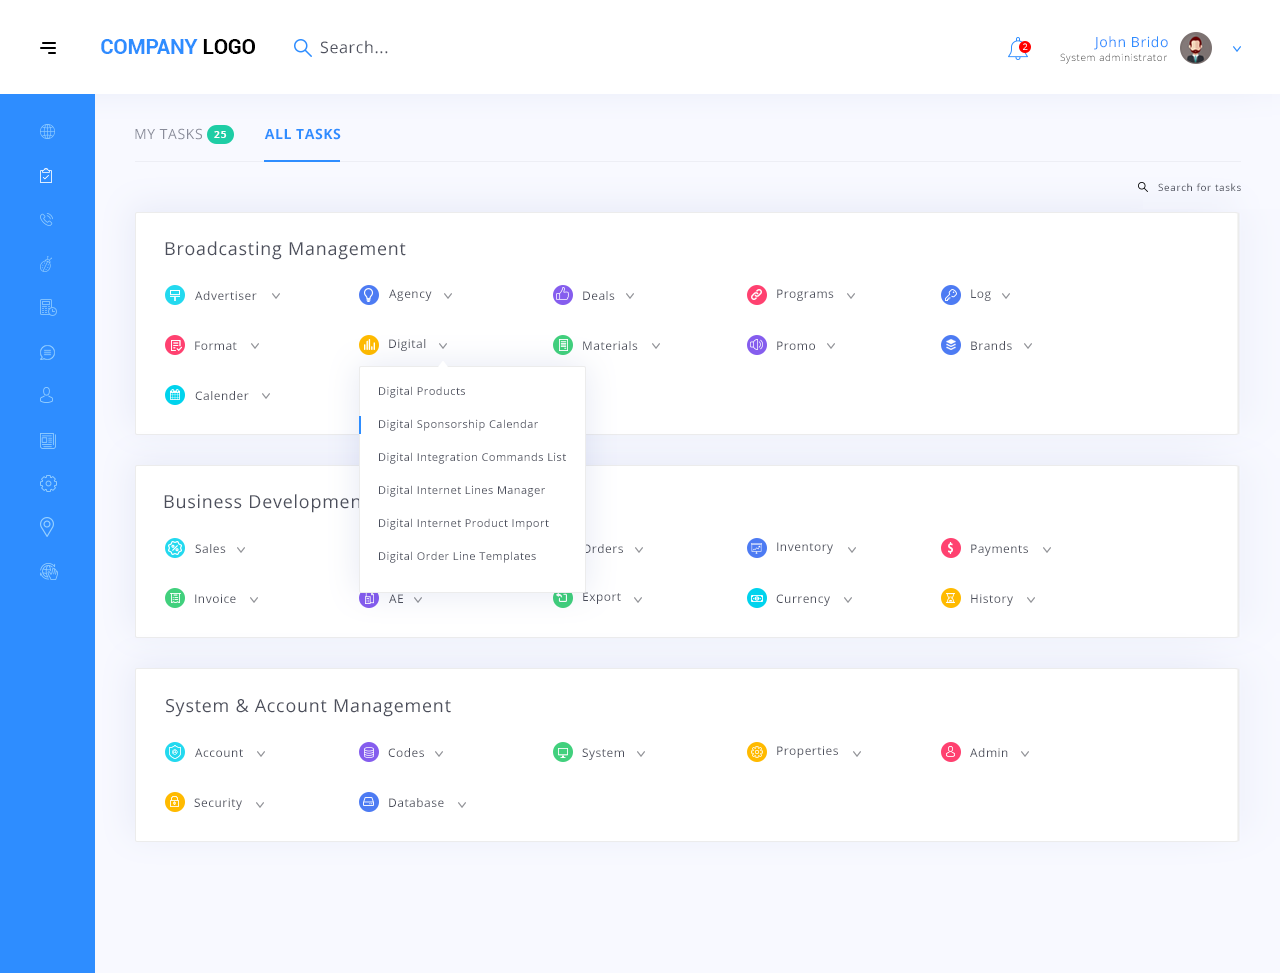 COMPANY LOGO
Search...
2
John Brido
System administrator
MY TASKS 25
ALL TASKS
Search for tasks
Broadcasting Management
Advertiser
Agency
Deals
Programs
Log
Format
Digital
Materials
Promo
Brands
Calender
Digital Products
Digital Sponsorship Calendar
Digital Integration Commands List
Digital Internet Lines Manager
Digital Internet Product Import
Digital Order Line Templates
Business Developmen
Sales
Orders
Inventory
Payments
Invoice
AE
Export
Currency
History
System & Account Management
Account
Codes
System
Properties
Admin
Security
Database